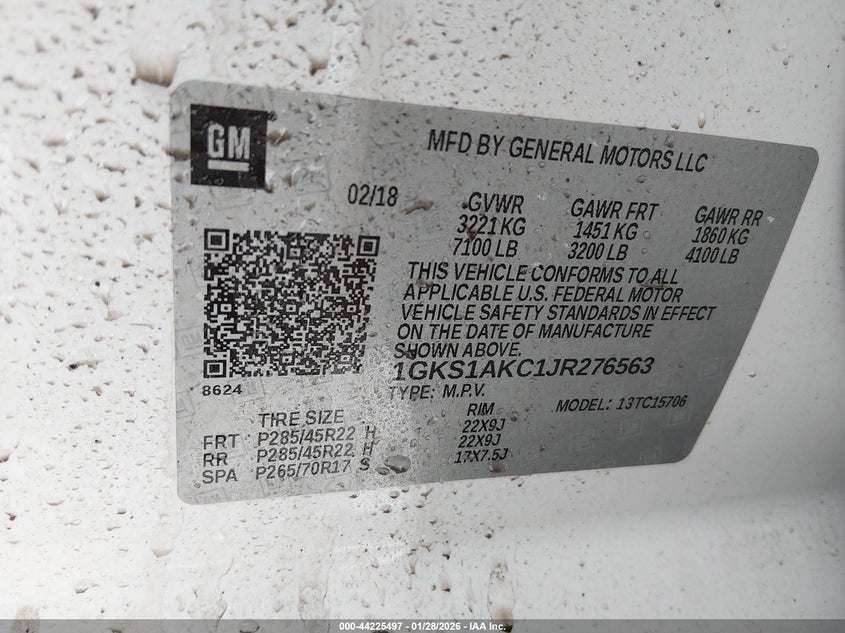 GM
MFD BY GENERAL MOTORS LLC
02/18
GVWR
3221 KG
7100 LB
GAWR FRT
1451 KG
3200 LB
GAWR RR
1860 KG
4100 LB
THIS VEHICLE CONFORMS TO ALL
APPLICABLE U.S. FEDERAL MOTOR
VEHICLE SAFETY STANDARDS IN EFFECT
ON THE DATE OF MANUFACTURE
SHOWN ABOVE.
1GKS1AKC1JR276563
8624
TYPE: M.P.V.
MODEL: 13TC15706
TIRE SIZE
RIM
FRT P285/45R22 H 22X9J
RR P285/45R22 H 22X9J
SPA P265/70R17 S 17X7.5J
000-44225497 - 01/28/2026 - IAA Inc.